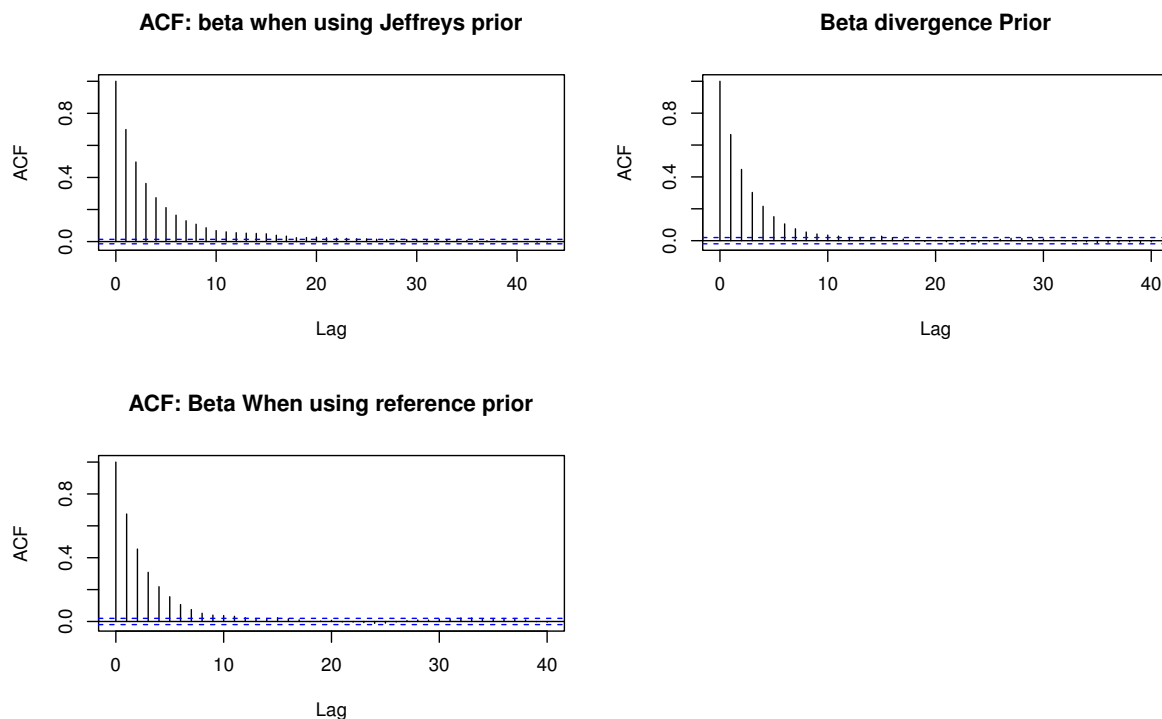 ACF: beta when using Jeffreys prior
ACF
0.0 0.4 0.8
0 10 20 30 40
Lag
Beta divergence Prior
ACF
0.0 0.4 0.8
0 10 20 30 40
Lag
ACF: Beta When using reference prior
ACF
0.0 0.4 0.8
0 10 20 30 40
Lag